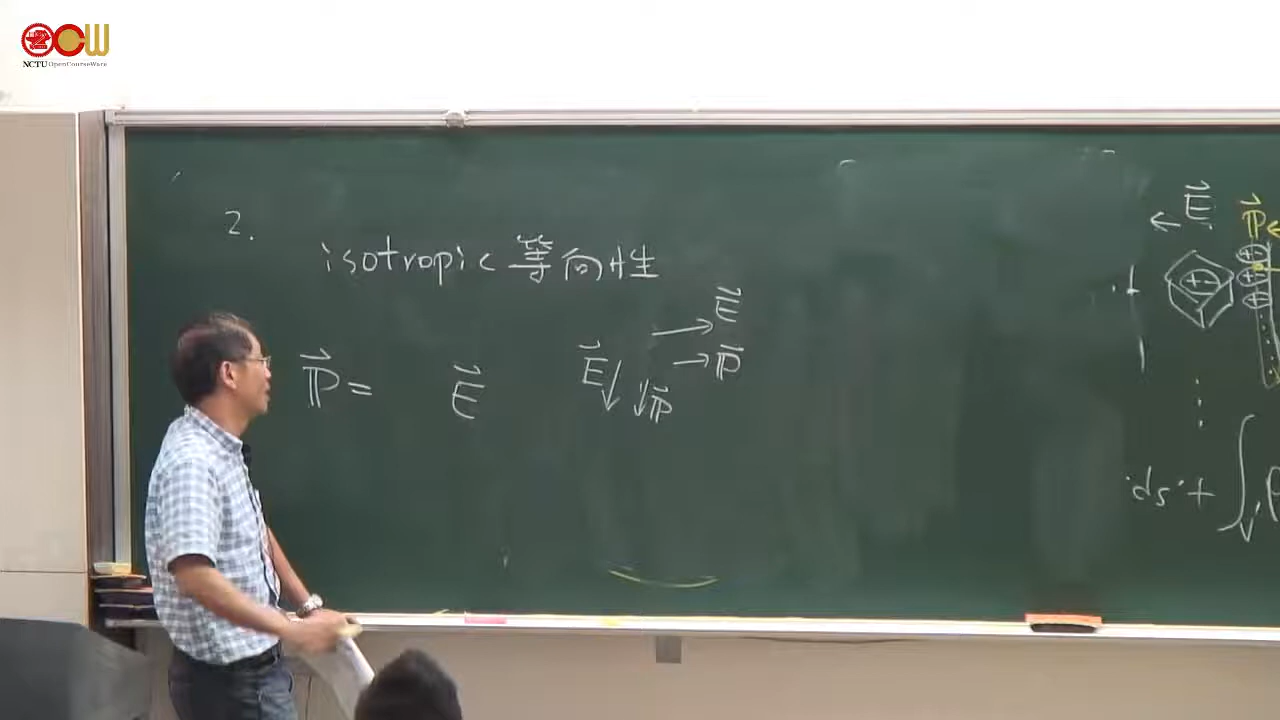 NCTU OpenCourseWare
2.
isotropic 等向性
E⃗
P⃗
P⃗ = E⃗
E⃗
P⃗
E⃗
P⃗
+-
+-
+-
+-
ds' + ∫V'